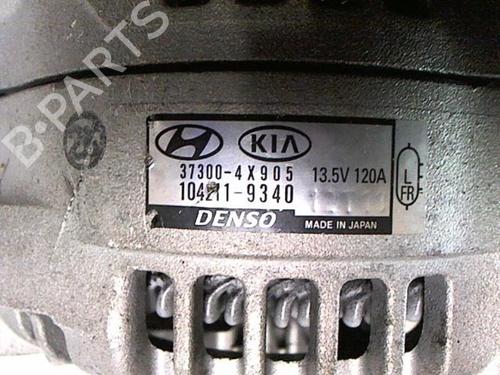 B·PARTS
KIA
37300-4X905 13.5V 120A
104211-9340
DENSO MADE IN JAPAN
L
FR